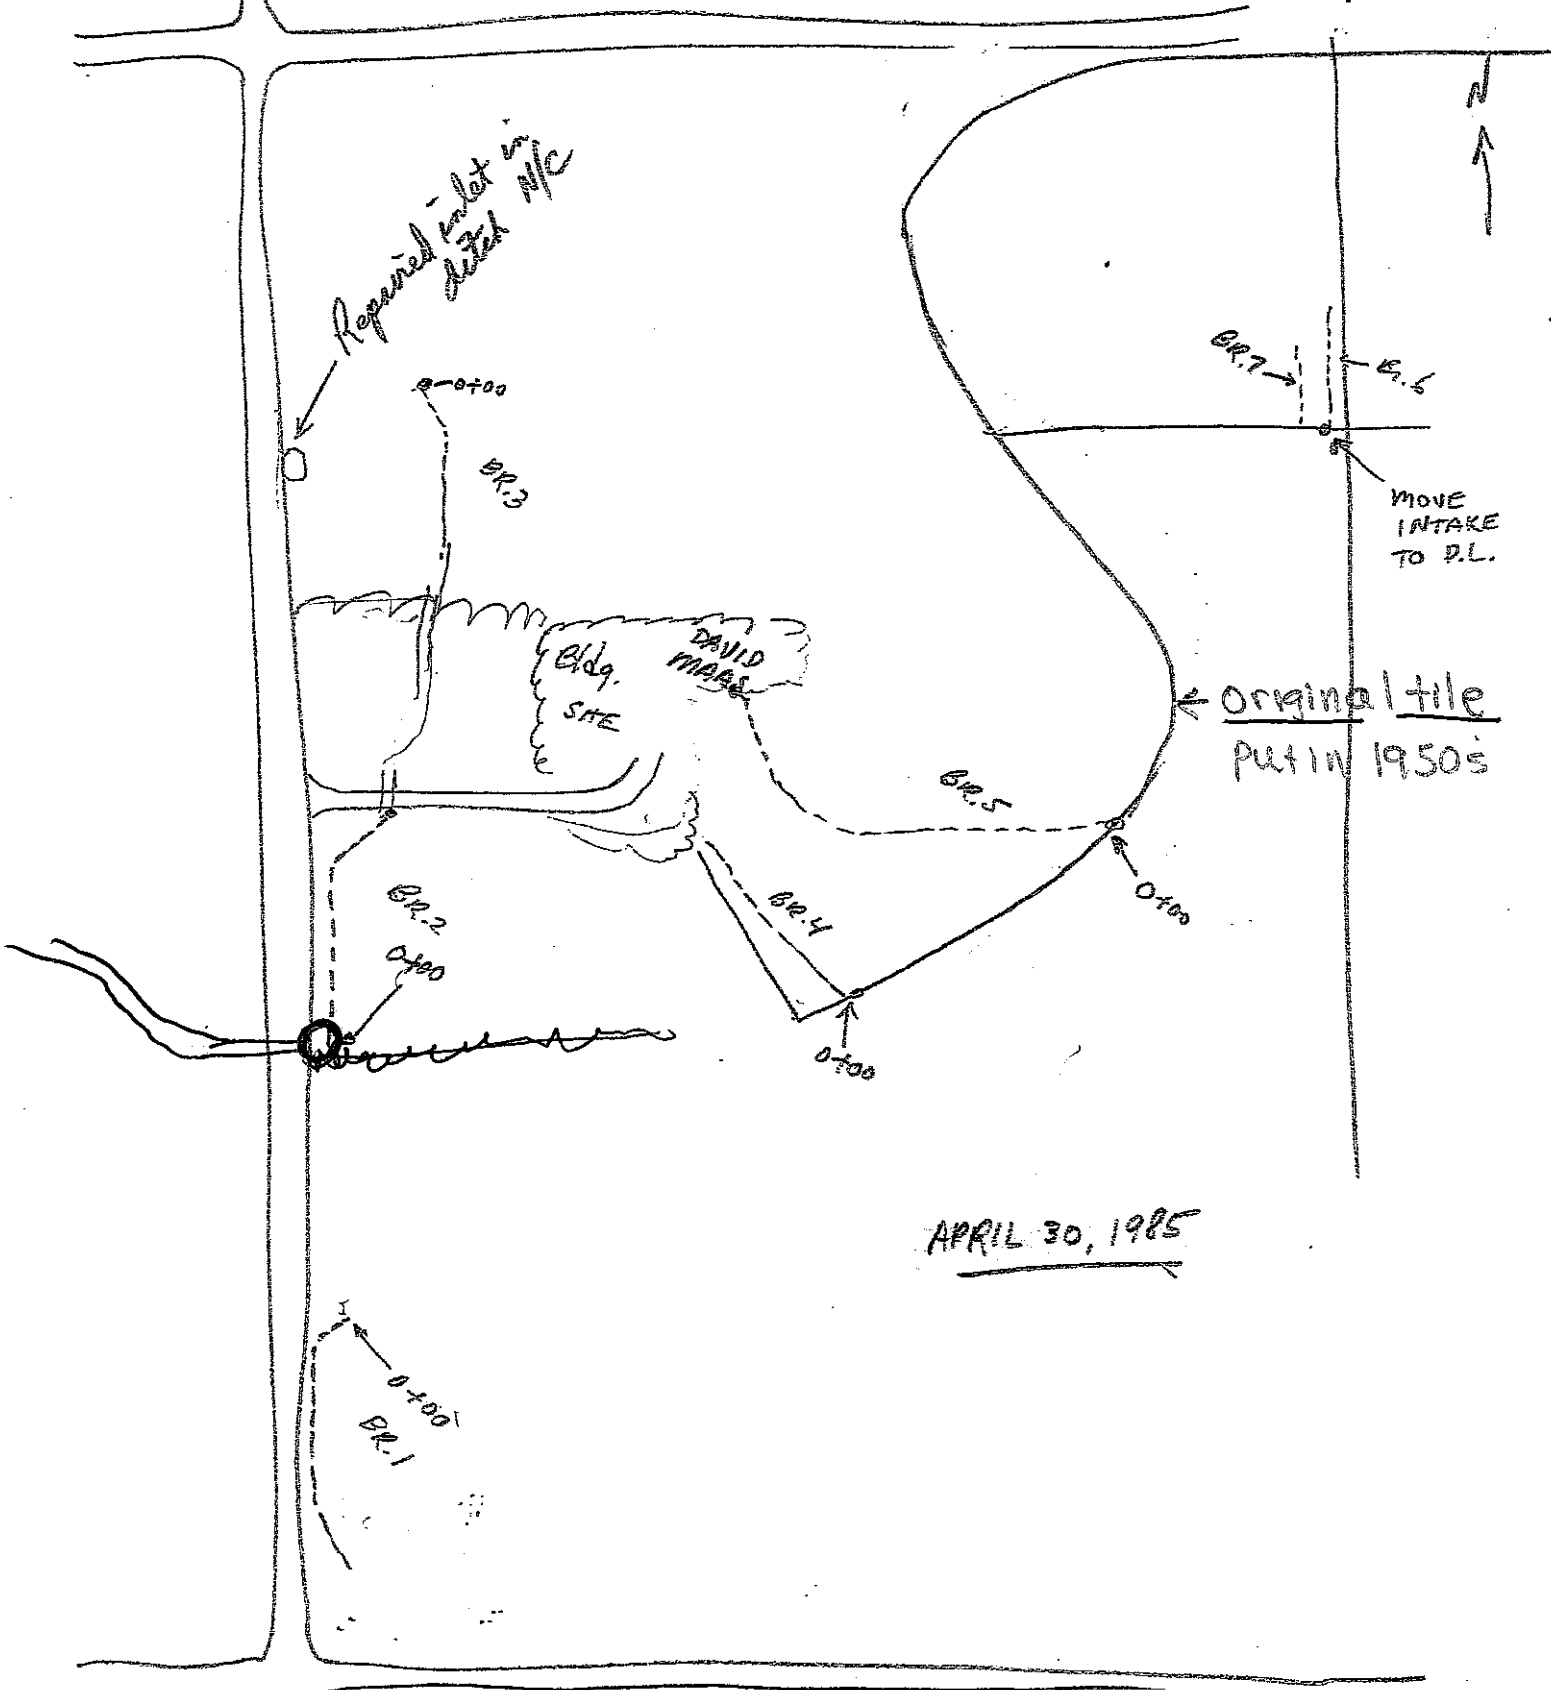 N
Repaired inlet in
ditch N/C
BR.7
BR.6
0+00
BR.3
MOVE
INTAKE
TO P.L.
Bldg.
SITE
DAVID
MAAS
Original tile
Put in 1950s
BR.5
0+00
BR.4
BR.2
0+00
0+00
APRIL 30, 1985
0+00
BR.1